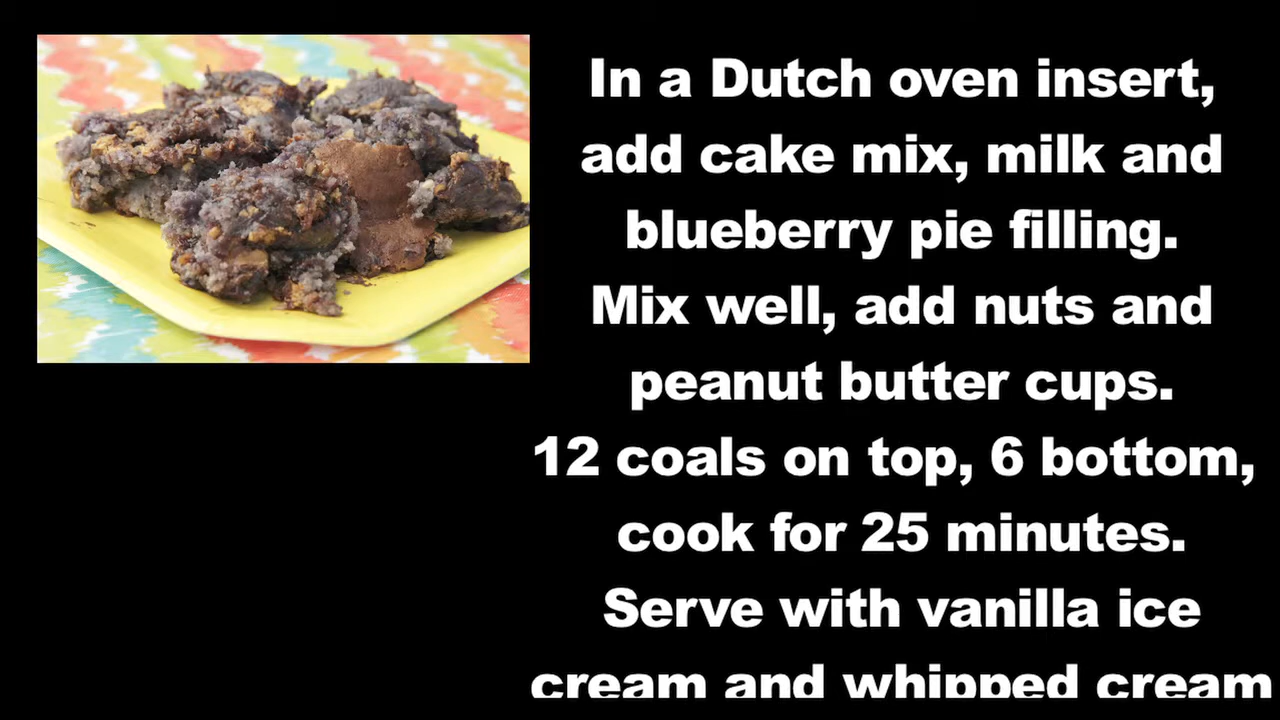 In a Dutch oven insert,
add cake mix, milk and
blueberry pie filling.
Mix well, add nuts and
peanut butter cups.
12 coals on top, 6 bottom,
cook for 25 minutes.
Serve with vanilla ice
cream and whipped cream